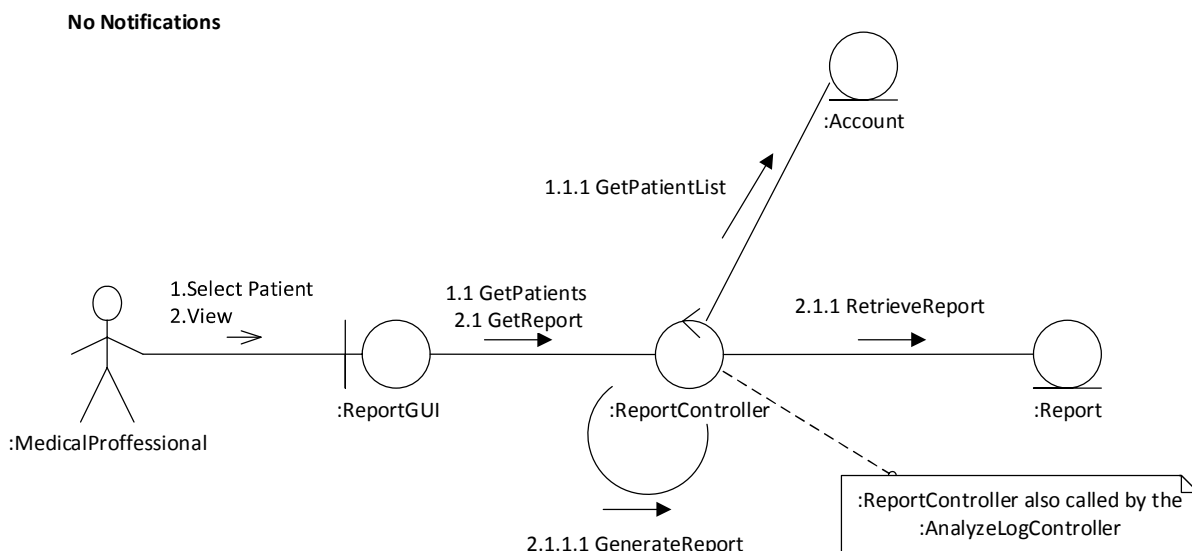 No Notifications
:Account
1.1.1 GetPatientList
1.Select Patient
2.View
1.1 GetPatients
2.1 GetReport
2.1.1 RetrieveReport
:ReportGUI
:ReportController
:Report
:MedicalProffessional
:ReportController also called by the
:AnalyzeLogController
2.1.1.1 GenerateReport